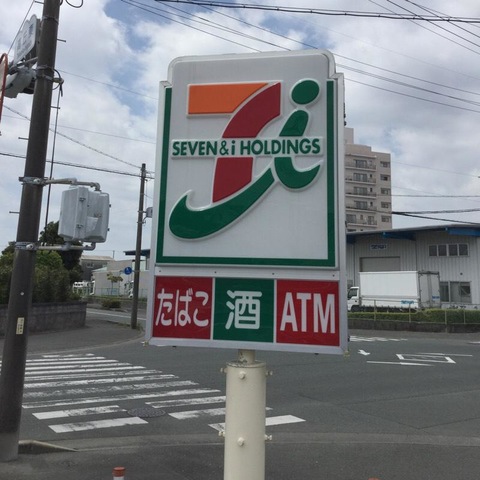 SEVEN & i HOLDINGS
たばこ 酒 ATM